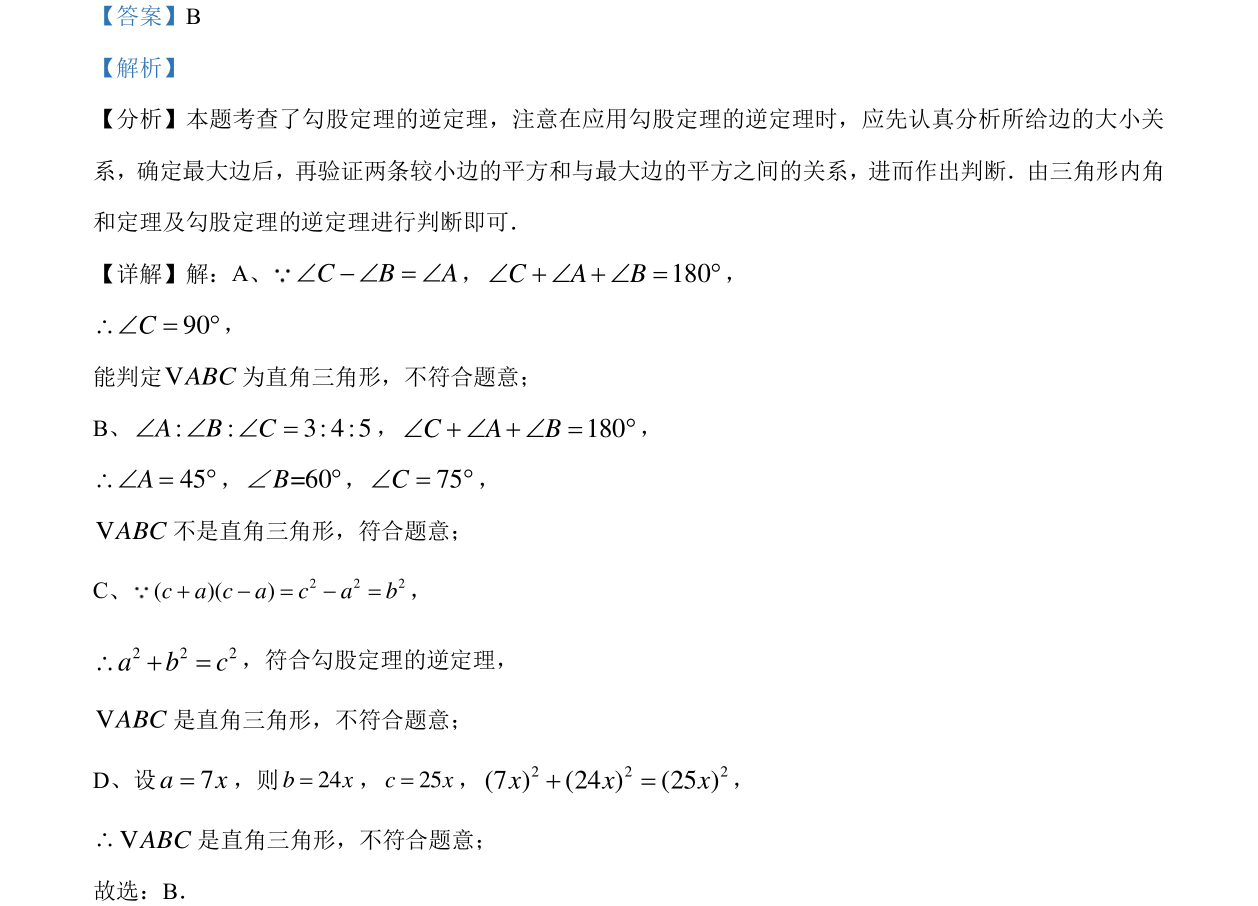 【答案】B
【解析】
【分析】本题考查了勾股定理的逆定理，注意在应用勾股定理的逆定理时，应先认真分析所给边的大小关
系，确定最大边后，再验证两条较小边的平方和与最大边的平方之间的关系，进而作出判断．由三角形内角
和定理及勾股定理的逆定理进行判断即可．
【详解】解：A、∵∠C−∠B=∠A，∠C+∠A+∠B=180°，
∴∠C=90°，
能判定VABC为直角三角形，不符合题意；
B、∠A:∠B:∠C=3:4:5，∠C+∠A+∠B=180°，
∴∠A=45°，∠B=60°，∠C=75°，
VABC不是直角三角形，符合题意；
C、∵(c+a)(c−a)=c²−a²=b²，
∴a²+b²=c²，符合勾股定理的逆定理，
VABC是直角三角形，不符合题意；
D、设a=7x，则b=24x，c=25x，(7x)²+(24x)²=(25x)²，
∴VABC是直角三角形，不符合题意；
故选：B．